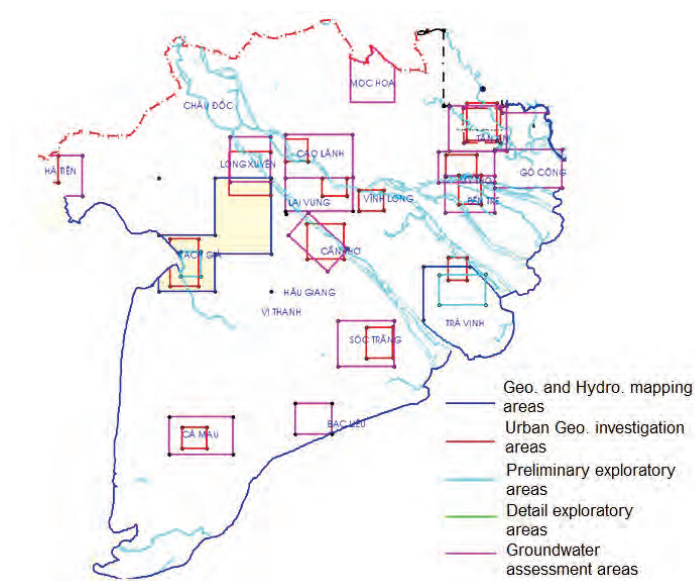 MOC HOA
CHÂU ĐỐC
TÂN AN
HÀ TIÊN
LONG XUYÊN
CAO LÃNH
GÒ CÔNG
MỸ THO
LAI VUNG
VĨNH LONG
BẾN TRE
CẦN THƠ
RẠCH GIÁ
HẬU GIANG
VỊ THANH
TRÀ VINH
SÓC TRĂNG
BẠC LIÊU
CÀ MAU
Geo. and Hydro. mapping
areas
Urban Geo. investigation
areas
Preliminary exploratory
areas
Detail exploratory
areas
Groundwater
assessment areas